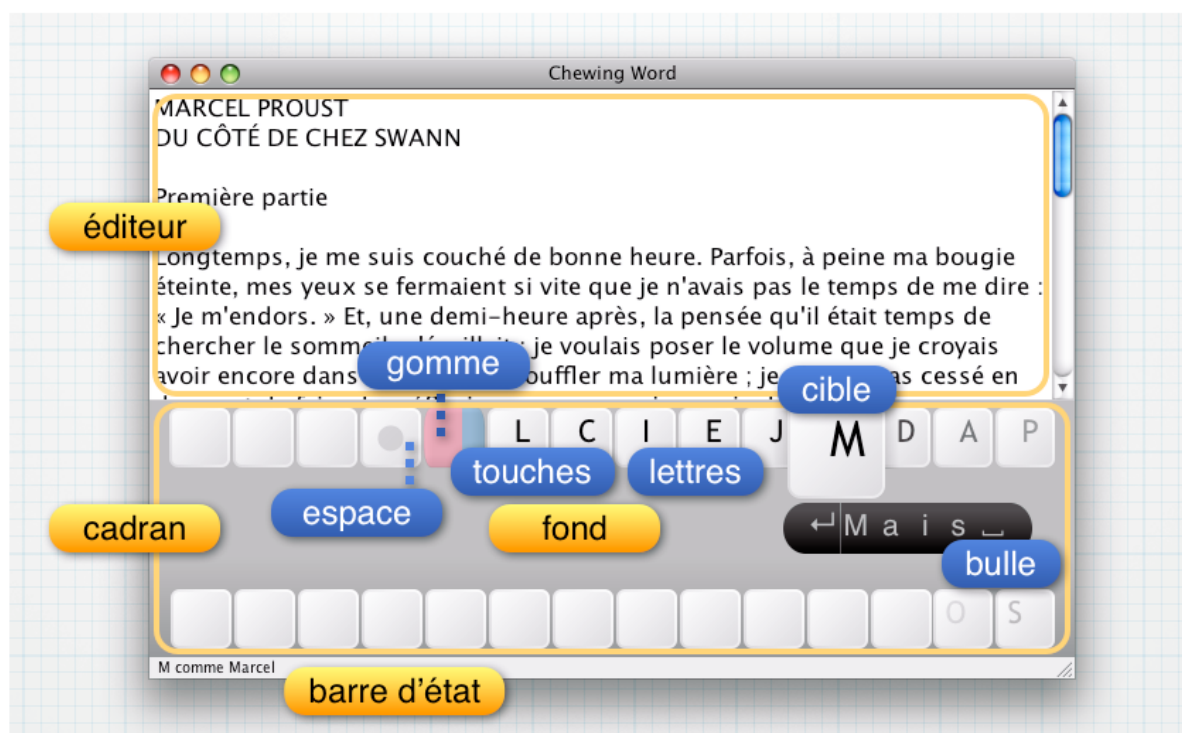 Chewing Word
MARCEL PROUST
DU CÔTÉ DE CHEZ SWANN
Première partie
éditeur
Longtemps, je me suis couché de bonne heure. Parfois, à peine ma bougie
éteinte, mes yeux se fermaient si vite que je n'avais pas le temps de me dire :
« Je m'endors. » Et, une demi-heure après, la pensée qu'il était temps de
chercher le je voulais poser le volume que je croyais
gomme
avoir encore dans souffler ma lumière ; je cessé en
cible
L C I E J M D A P
touches lettres
espace
cadran
fond
↵Mais⎵
bulle
O S
M comme Marcel
barre d'état